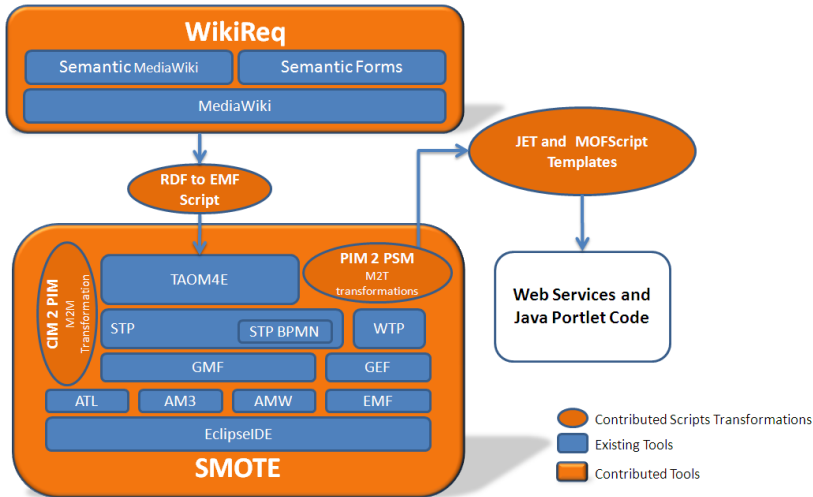 WikiReq
Semantic MediaWiki
Semantic Forms
MediaWiki
RDF to EMF
Script
JET and MOFScript
Templates
Web Services and
Java Portlet Code
CIM 2 PIM
M2M
Transformation
PIM 2 PSM
M2T
transformations
TAOM4E
STP
STP BPMN
WTP
GMF
GEF
ATL
AM3
AMW
EMF
EclipseIDE
SMOTE
Contributed Scripts Transformations
Existing Tools
Contributed Tools